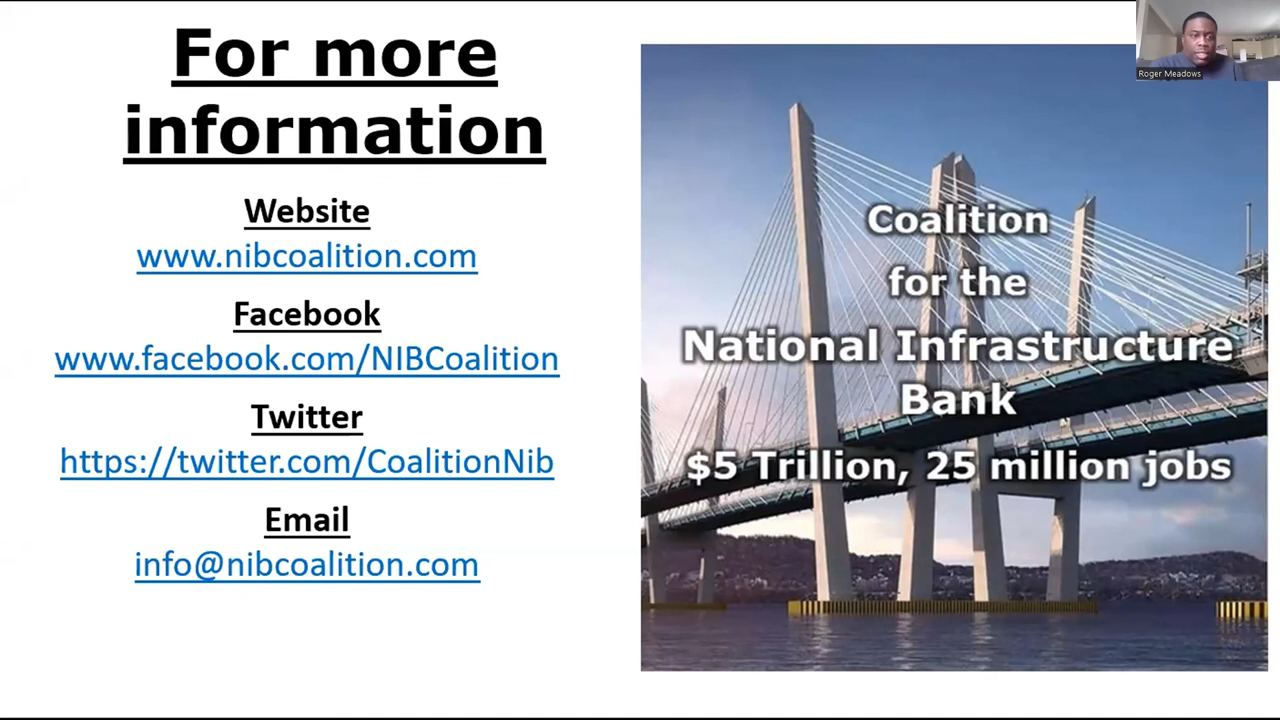 For more
information
Website
www.nibcoalition.com
Facebook
www.facebook.com/NIBCoalition
Twitter
https://twitter.com/CoalitionNib
Email
info@nibcoalition.com
Coalition
for the
National Infrastructure
Bank
$5 Trillion, 25 million jobs
Roger Meadows